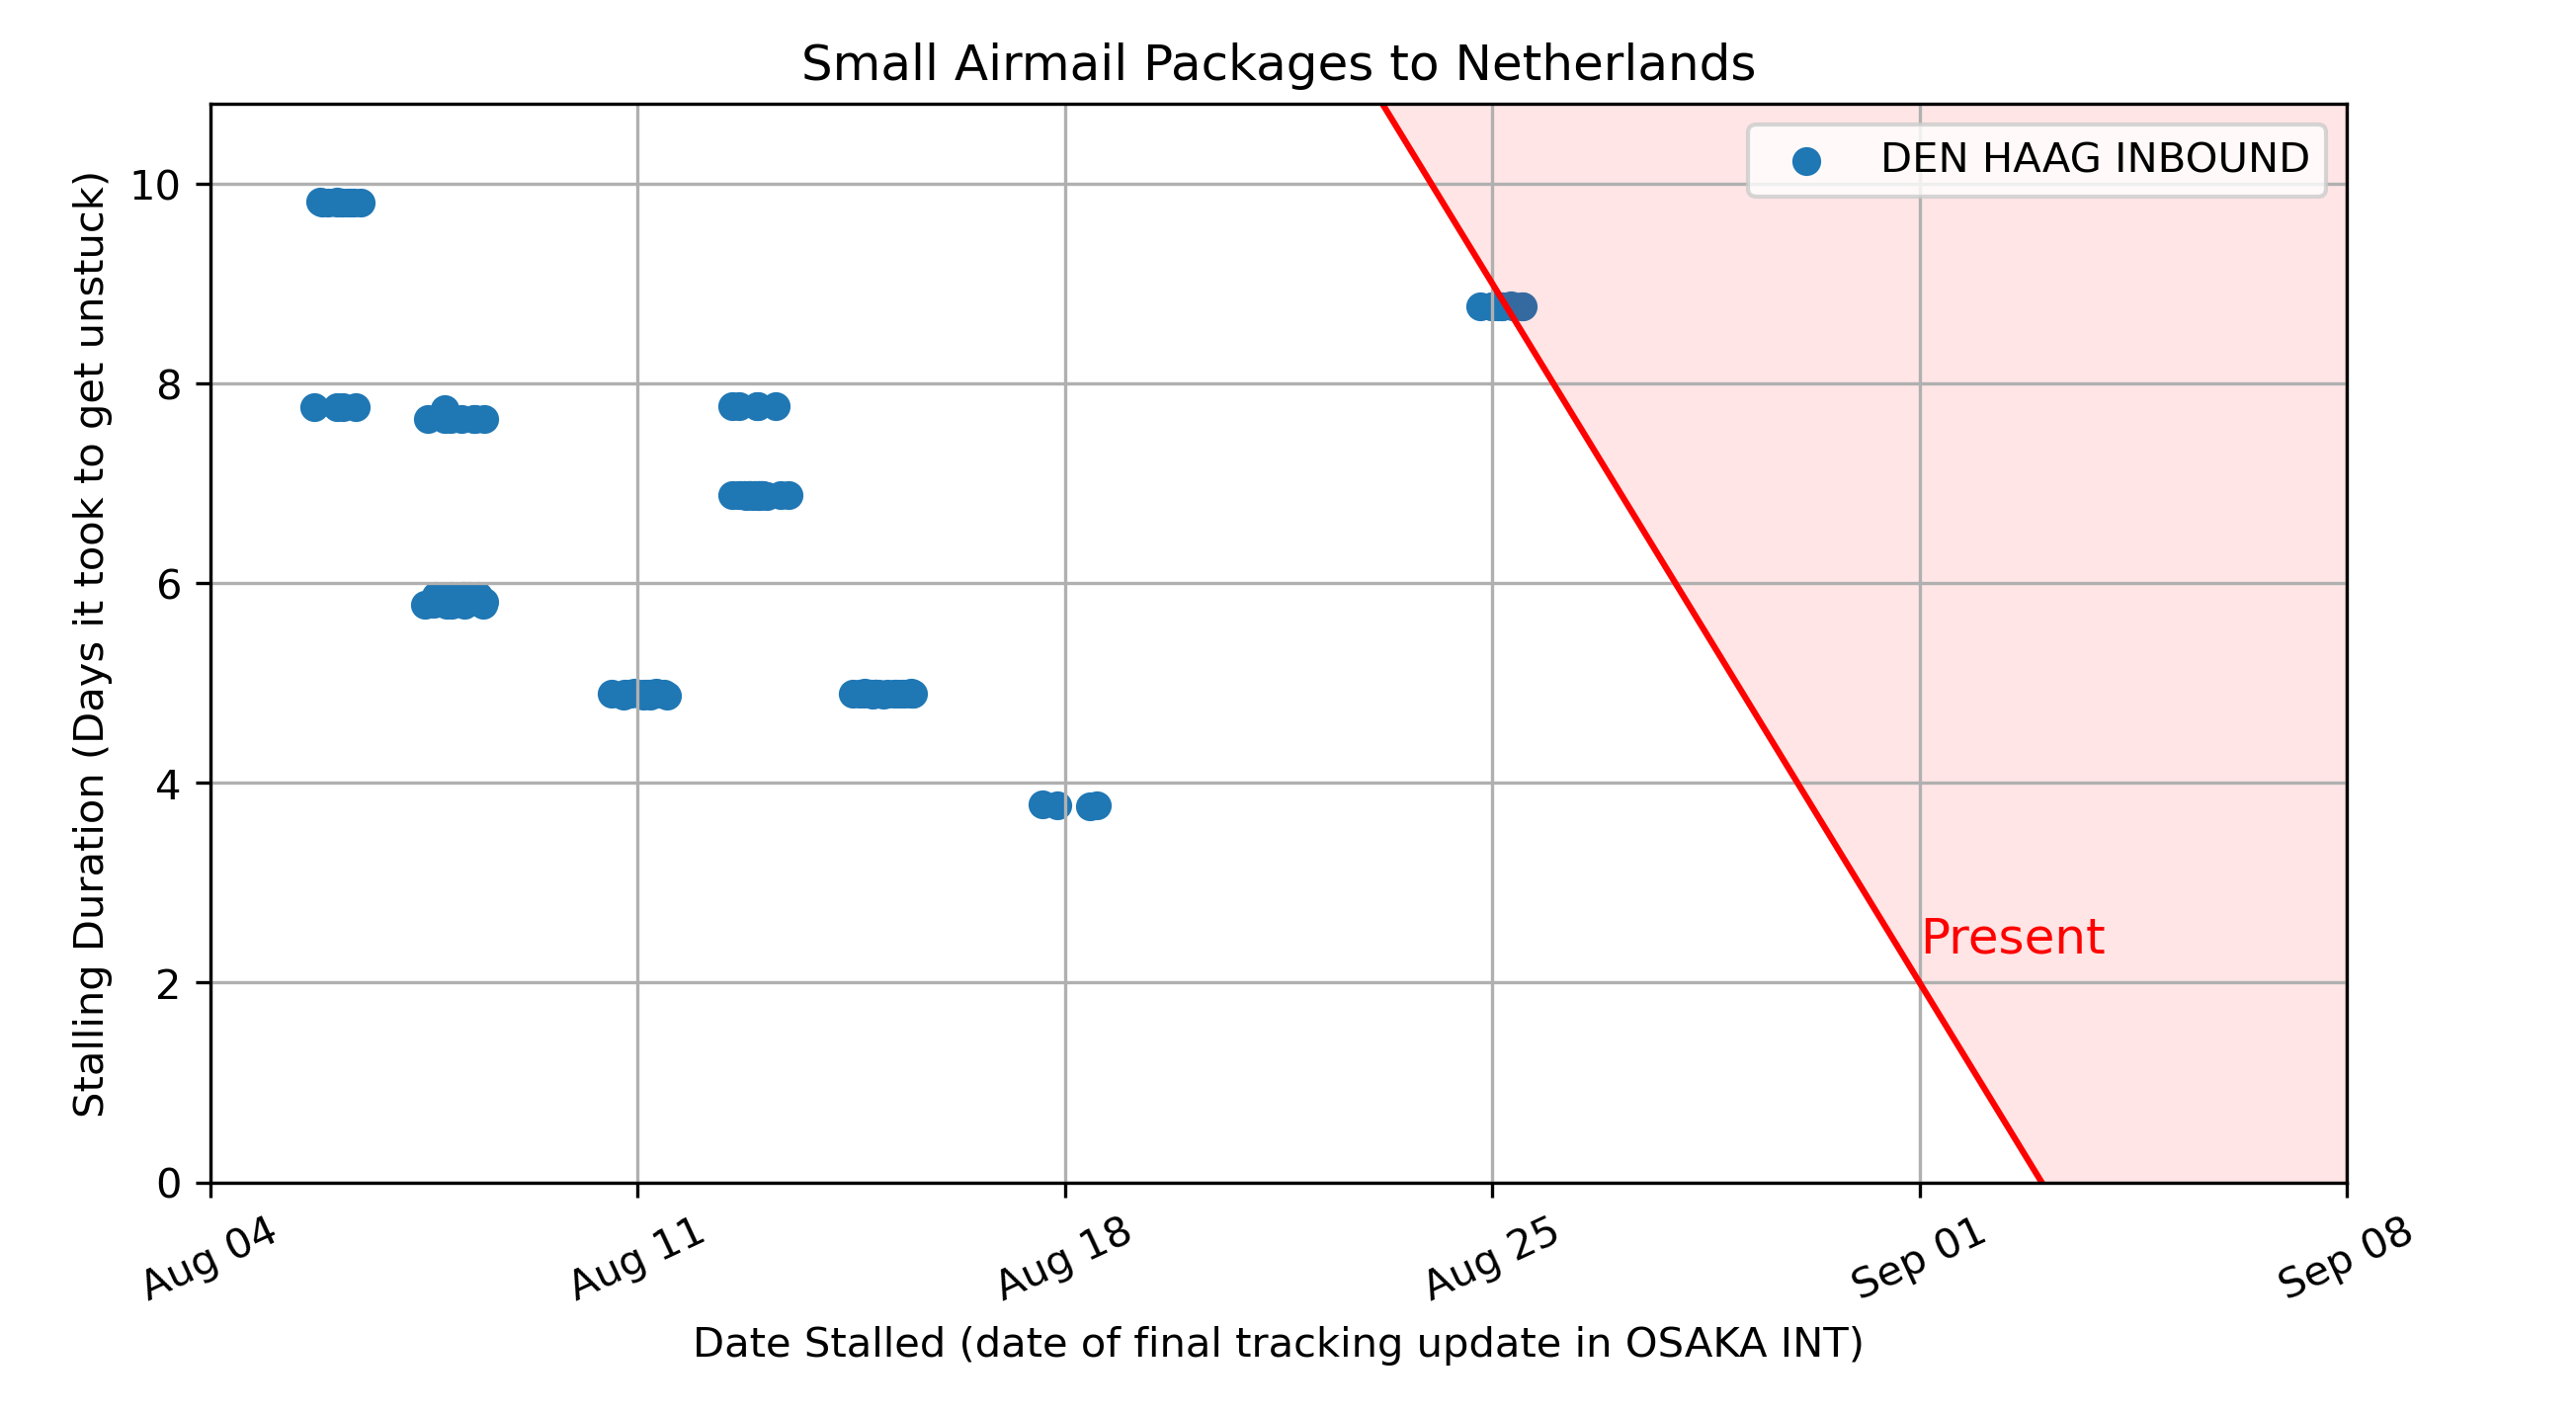 Small Airmail Packages to Netherlands
DEN HAAG INBOUND
Stalling Duration (Days it took to get unstuck)
10
8
6
4
2
0
Present
Aug 04
Aug 11
Aug 18
Aug 25
Sep 01
Sep 08
Date Stalled (date of final tracking update in OSAKA INT)